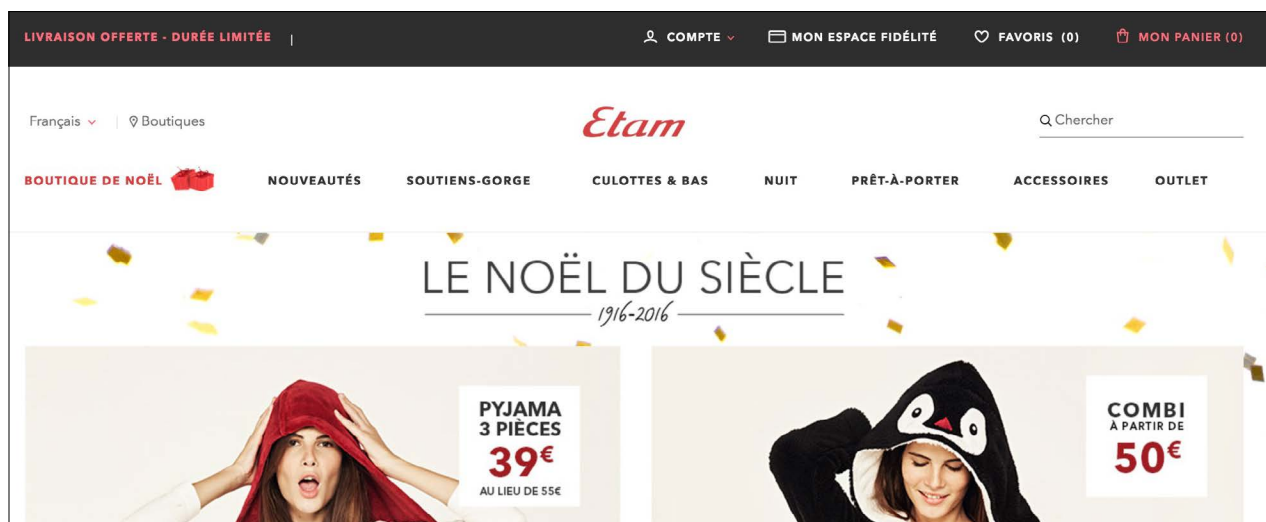 LIVRAISON OFFERTE - DURÉE LIMITÉE |
COMPTE
MON ESPACE FIDÉLITÉ
FAVORIS (0)
MON PANIER (0)
Français
Boutiques
Etam
Chercher
BOUTIQUE DE NOËL
NOUVEAUTÉS
SOUTIENS-GORGE
CULOTTES & BAS
NUIT
PRÊT-À-PORTER
ACCESSOIRES
OUTLET
LE NOËL DU SIÈCLE
1916-2016
PYJAMA
3 PIÈCES
39€
AU LIEU DE 55€
COMBI
À PARTIR DE
50€